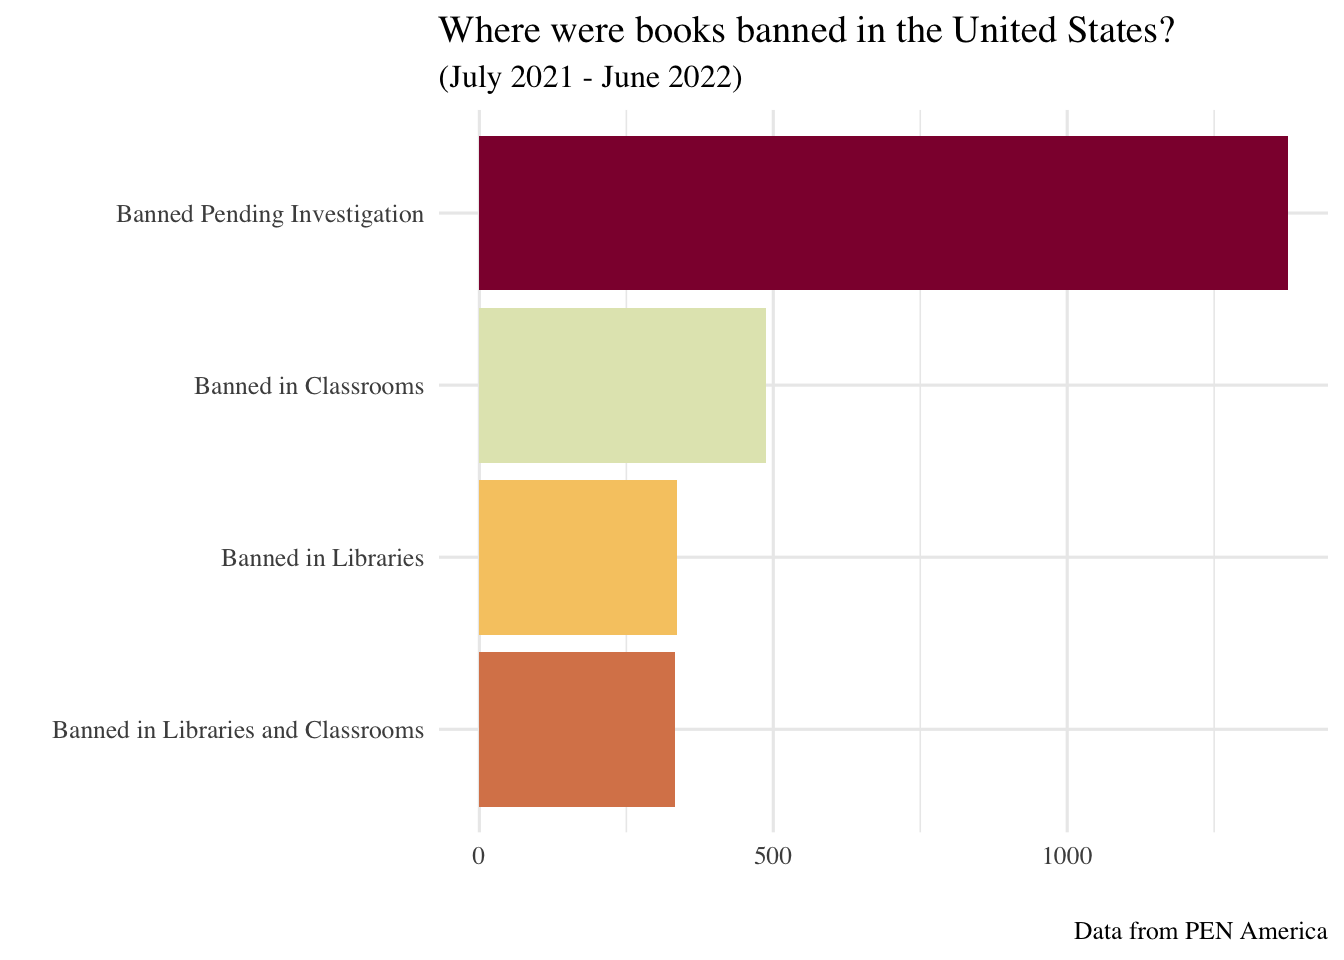 Where were books banned in the United States?
(July 2021 - June 2022)
Banned Pending Investigation
Banned in Classrooms
Banned in Libraries
Banned in Libraries and Classrooms
0 500 1000
Data from PEN America